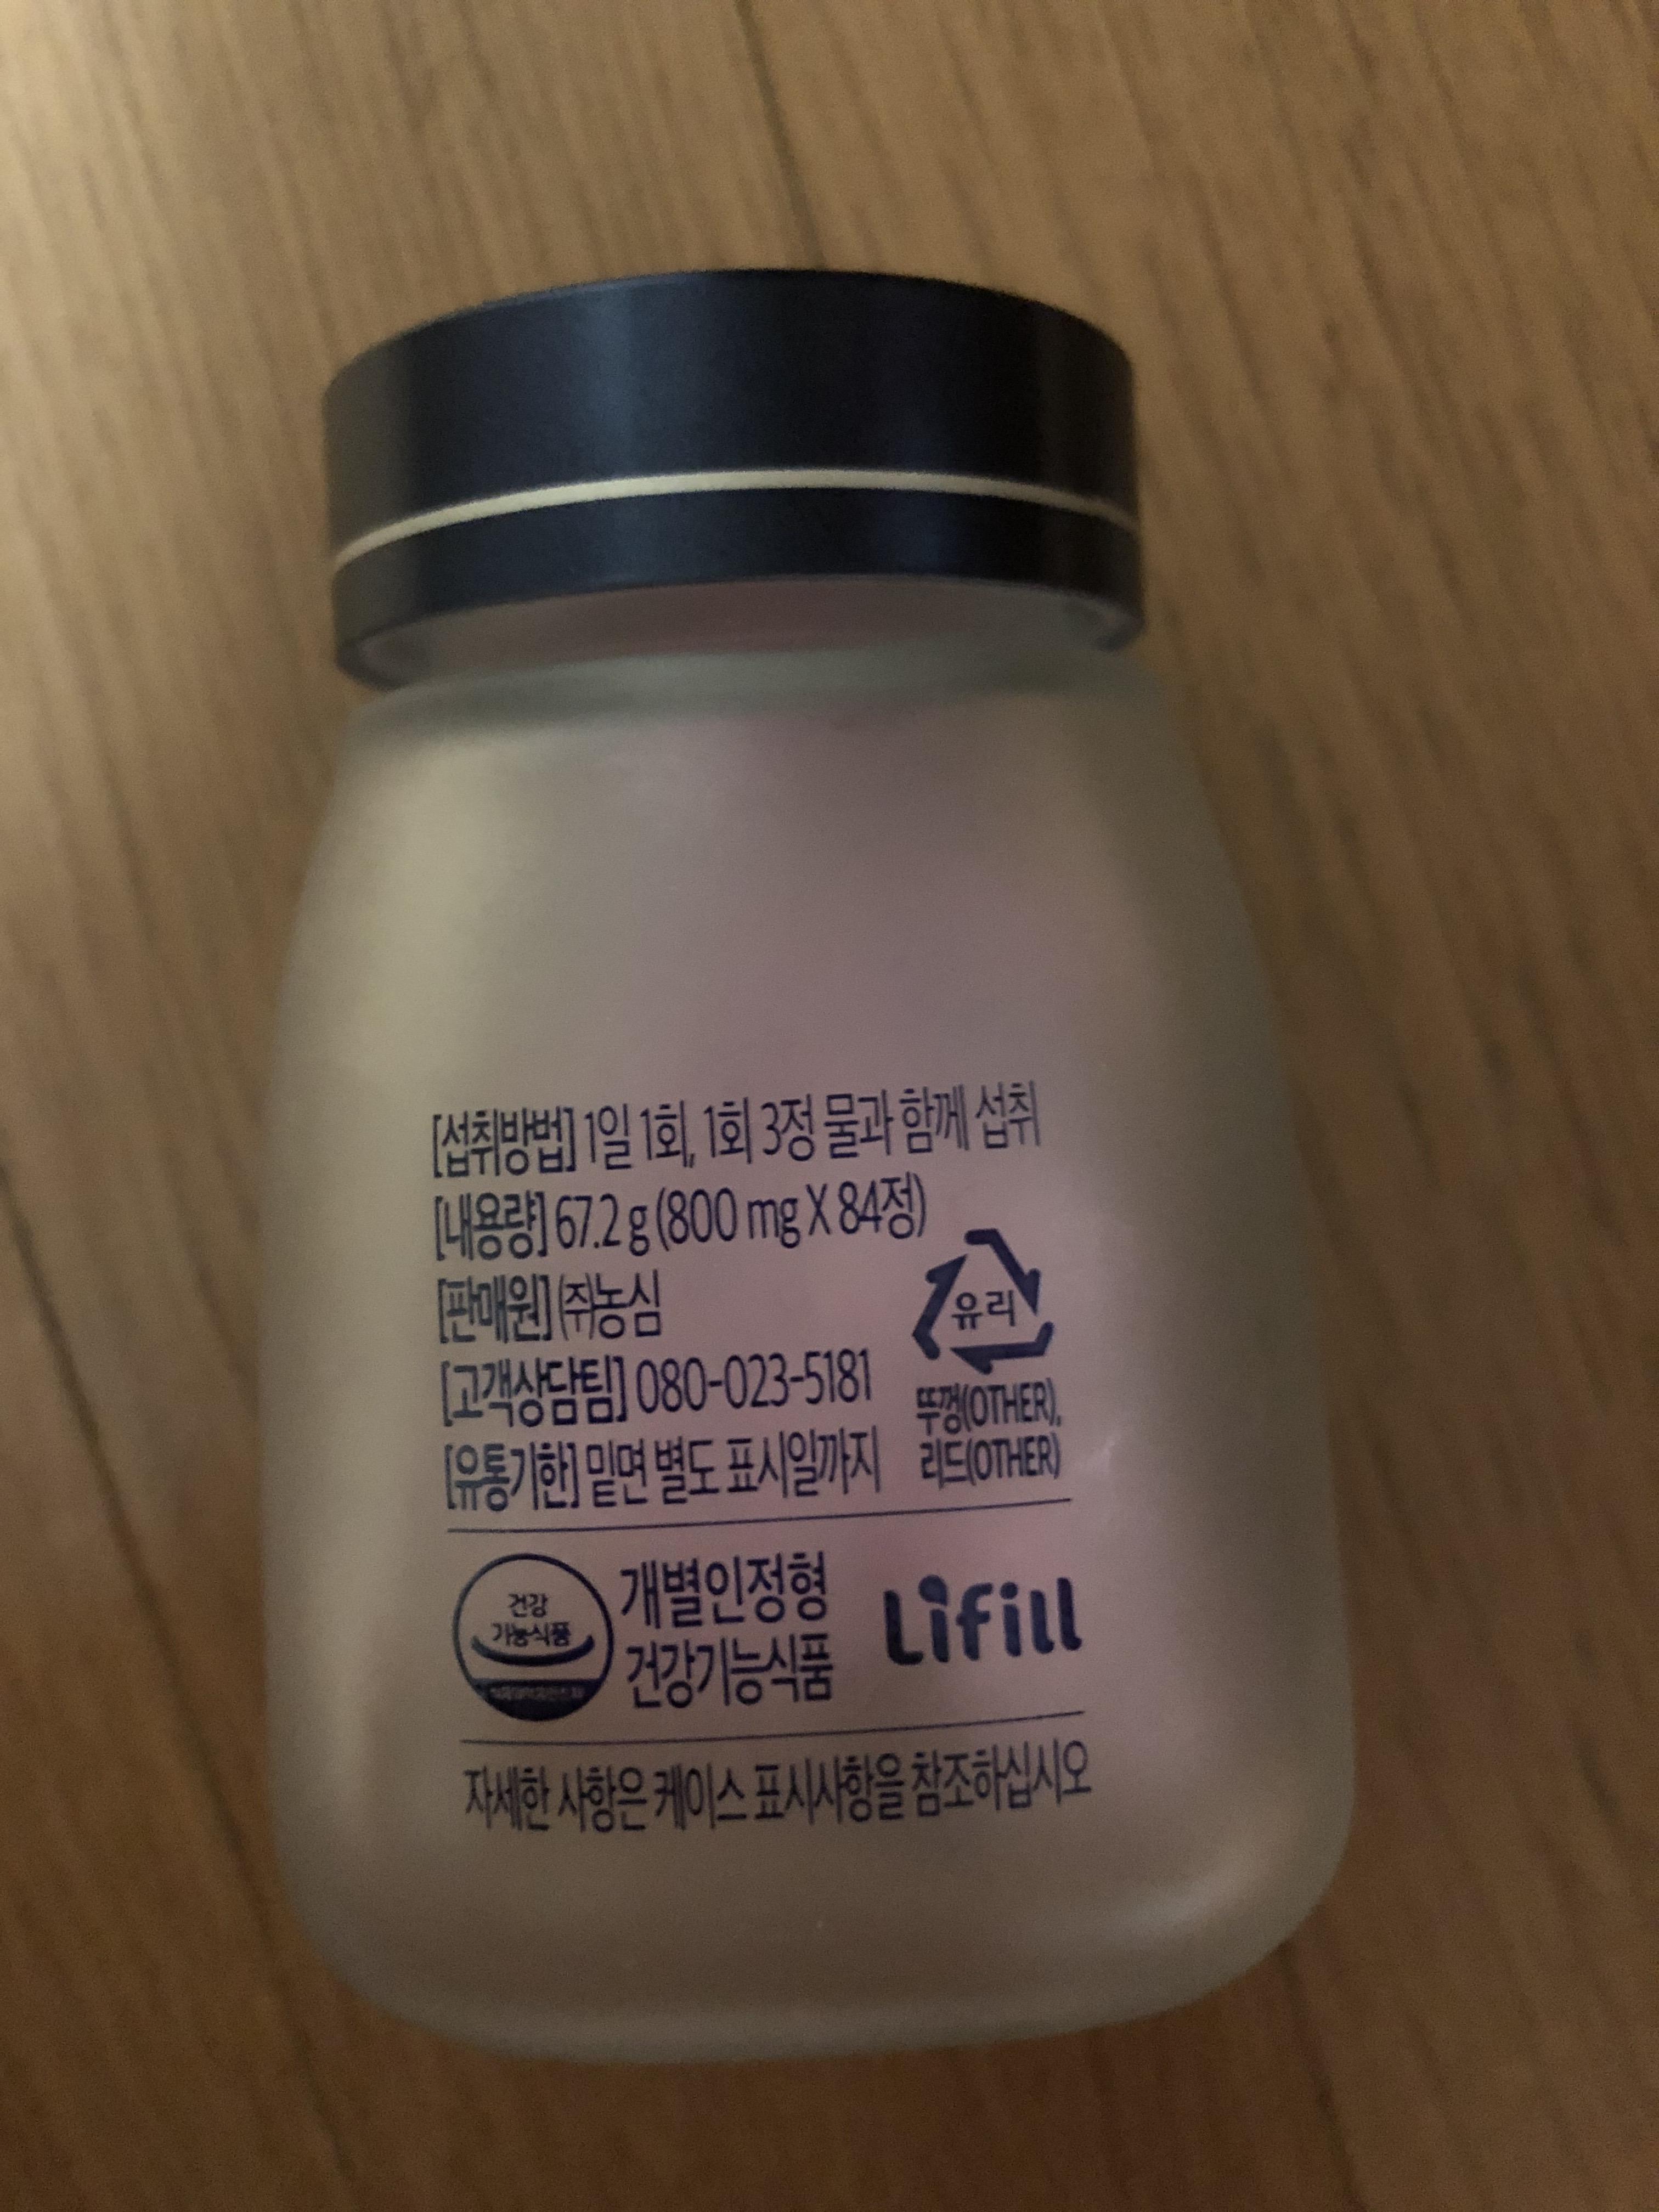 [섭취방법] 1일 1회, 1회 3정 물과 함께 섭취
[내용량] 67.2 g (800 mg X 84정)
[판매원] (주)농심
[고객상담팀] 080-023-5181
[유통기한] 밑면 별도 표시일까지
유리
뚜껑(OTHER),
리드(OTHER)
건강
기능식품
개별인정형
건강기능식품
Lifill
자세한 사항은 케이스 표시사항을 참조하십시오